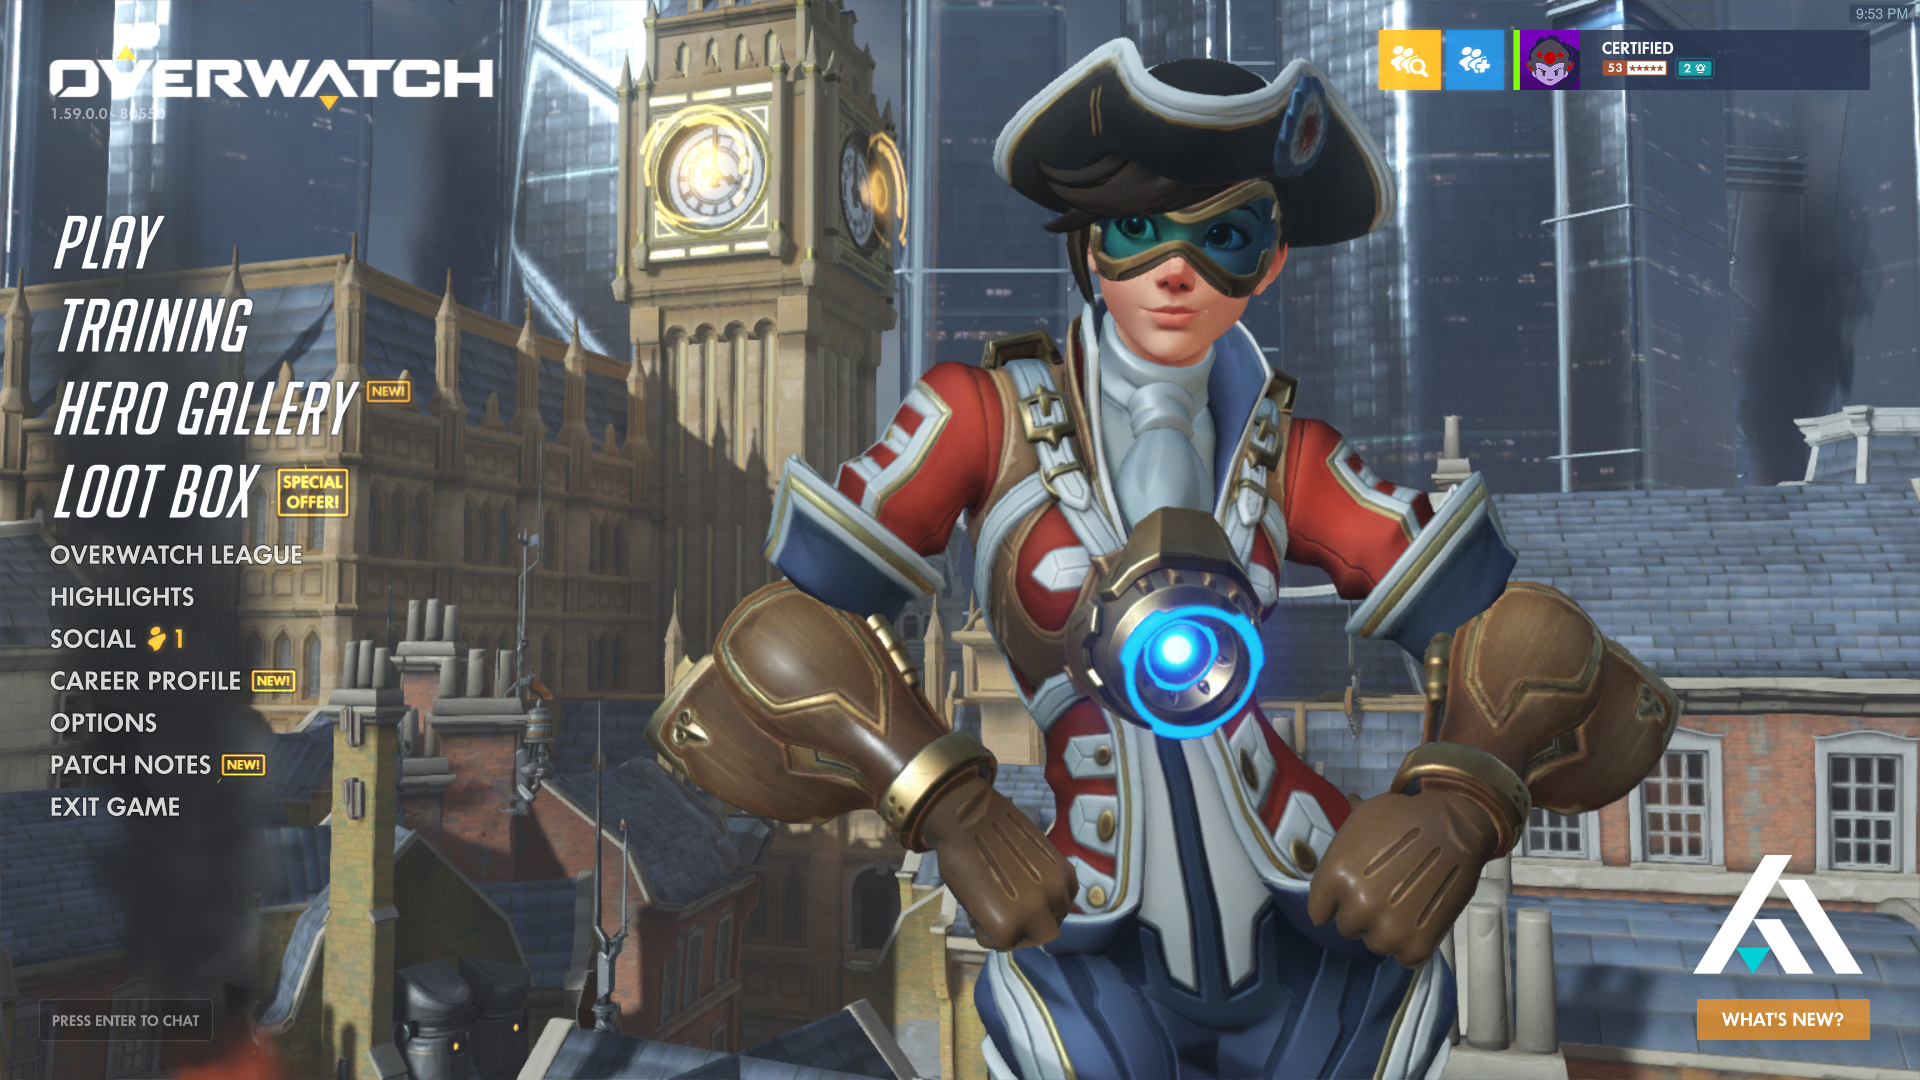 9:53 PM
OVERWATCH
1.59.0.0 - 80550
CERTIFIED
53
2
PLAY
TRAINING
HERO GALLERY NEW!
LOOT BOX SPECIAL OFFER!
OVERWATCH LEAGUE
HIGHLIGHTS
SOCIAL 1
CAREER PROFILE NEW!
OPTIONS
PATCH NOTES NEW!
EXIT GAME
PRESS ENTER TO CHAT
WHAT'S NEW?